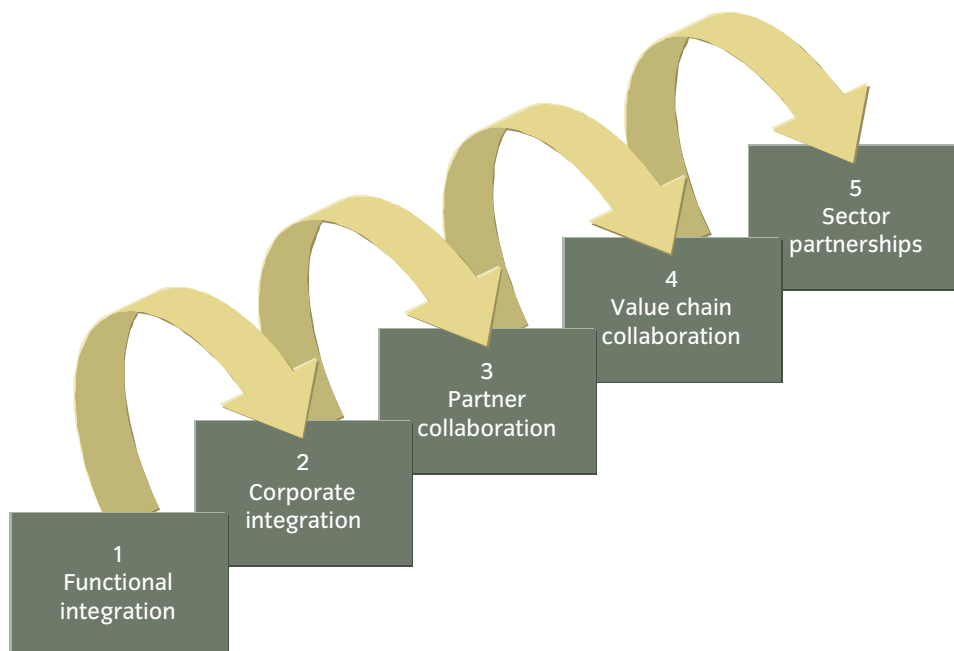 1
Functional
integration
2
Corporate
integration
3
Partner
collaboration
4
Value chain
collaboration
5
Sector
partnerships